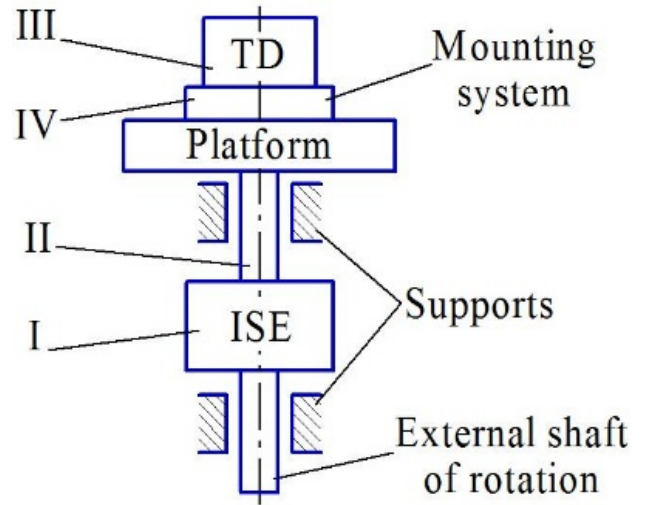 III
TD
Mounting
system
IV
Platform
II
Supports
I
ISE
External shaft
of rotation